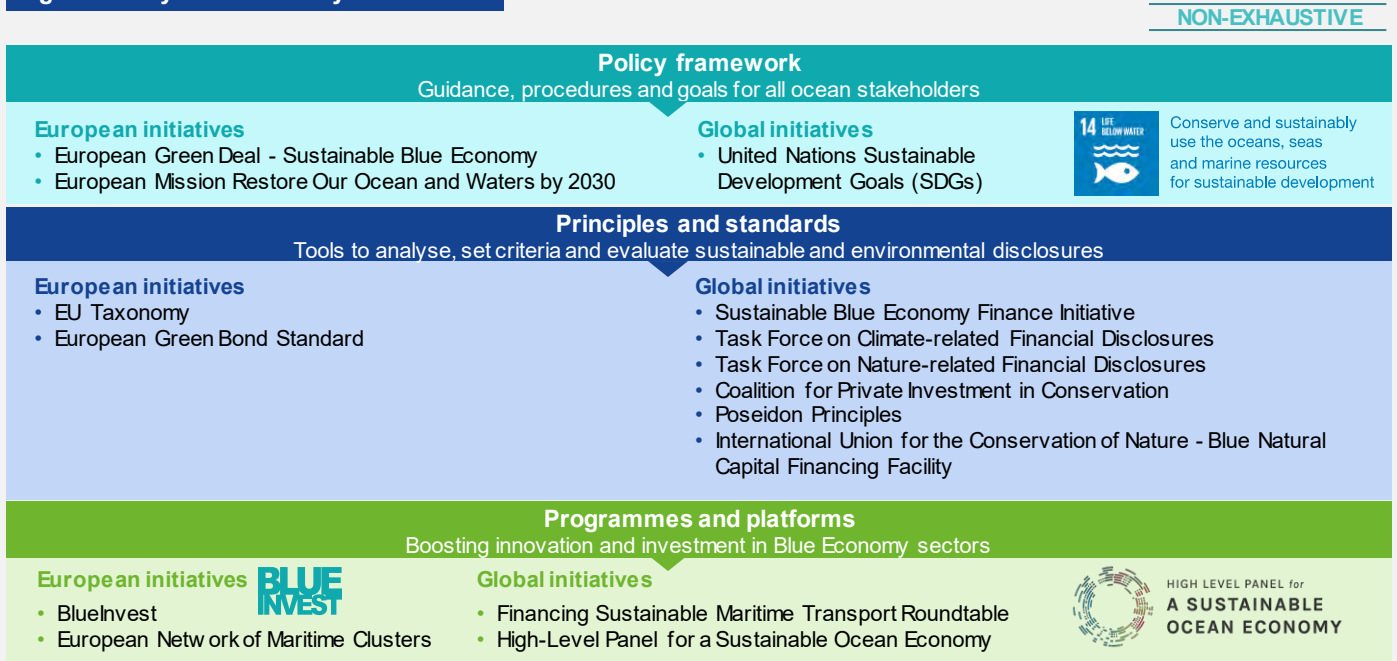 NON-EXHAUSTIVE
Policy framework
Guidance, procedures and goals for all ocean stakeholders
European initiatives
• European Green Deal - Sustainable Blue Economy
• European Mission Restore Our Ocean and Waters by 2030
Global initiatives
• United Nations Sustainable
Development Goals (SDGs)
14 LIFE
BELOW WATER
Conserve and sustainably
use the oceans, seas
and marine resources
for sustainable development
Principles and standards
Tools to analyse, set criteria and evaluate sustainable and environmental disclosures
European initiatives
• EU Taxonomy
• European Green Bond Standard
Global initiatives
• Sustainable Blue Economy Finance Initiative
• Task Force on Climate-related Financial Disclosures
• Task Force on Nature-related Financial Disclosures
• Coalition for Private Investment in Conservation
• Poseidon Principles
• International Union for the Conservation of Nature - Blue Natural
Capital Financing Facility
Programmes and platforms
Boosting innovation and investment in Blue Economy sectors
European initiatives
BLUE
INVEST
• BlueInvest
• European Network of Maritime Clusters
Global initiatives
• Financing Sustainable Maritime Transport Roundtable
• High-Level Panel for a Sustainable Ocean Economy
HIGH LEVEL PANEL for
A SUSTAINABLE
OCEAN ECONOMY